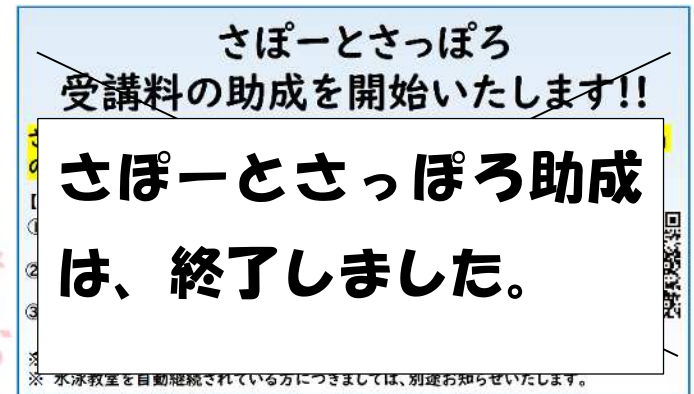 さぽーとさっぽろ
受講料の助成を開始いたします!!
さぽーとさっぽろ助成
は、終了しました。
①
②
③
※
※ 水泳教室を自動継続されている方につきましては、別途お知らせいたします。